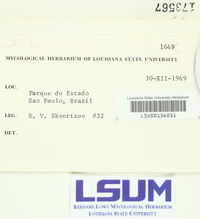 173567
1649
MYCOLOGICAL HERBARIUM OF LOUISIANA STATE UNIVERSITY
30-XII-1969
LOC. Parque do Estado
Sao Paulo, Brazil
Louisiana State University Herbarium
LSU00154031
LEG. B. V. Skvortzov #32
DET.
LSUM
BERNARD LOWY MYCOLOGICAL HERBARIUM
LOUISIANA STATE UNIVERSITY